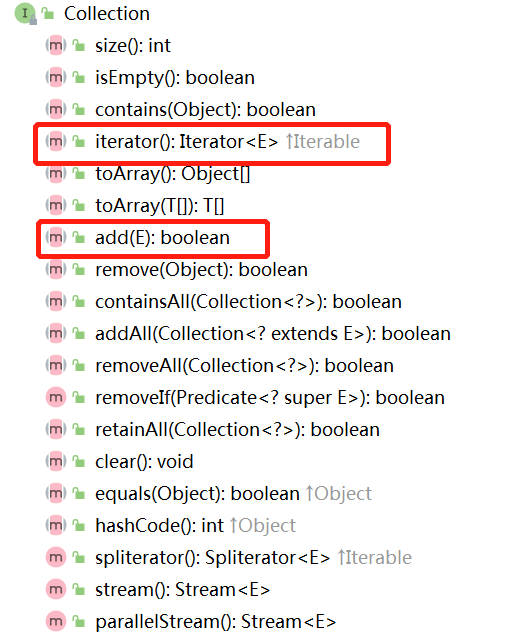 Collection
size(): int
isEmpty(): boolean
contains(Object): boolean
iterator(): Iterator<E> ↑Iterable
toArray(): Object[]
toArray(T[]): T[]
add(E): boolean
remove(Object): boolean
containsAll(Collection<?>): boolean
addAll(Collection<? extends E>): boolean
removeAll(Collection<?>): boolean
removeIf(Predicate<? super E>): boolean
retainAll(Collection<?>): boolean
clear(): void
equals(Object): boolean ↑Object
hashCode(): int ↑Object
spliterator(): Spliterator<E> ↑Iterable
stream(): Stream<E>
parallelStream(): Stream<E>